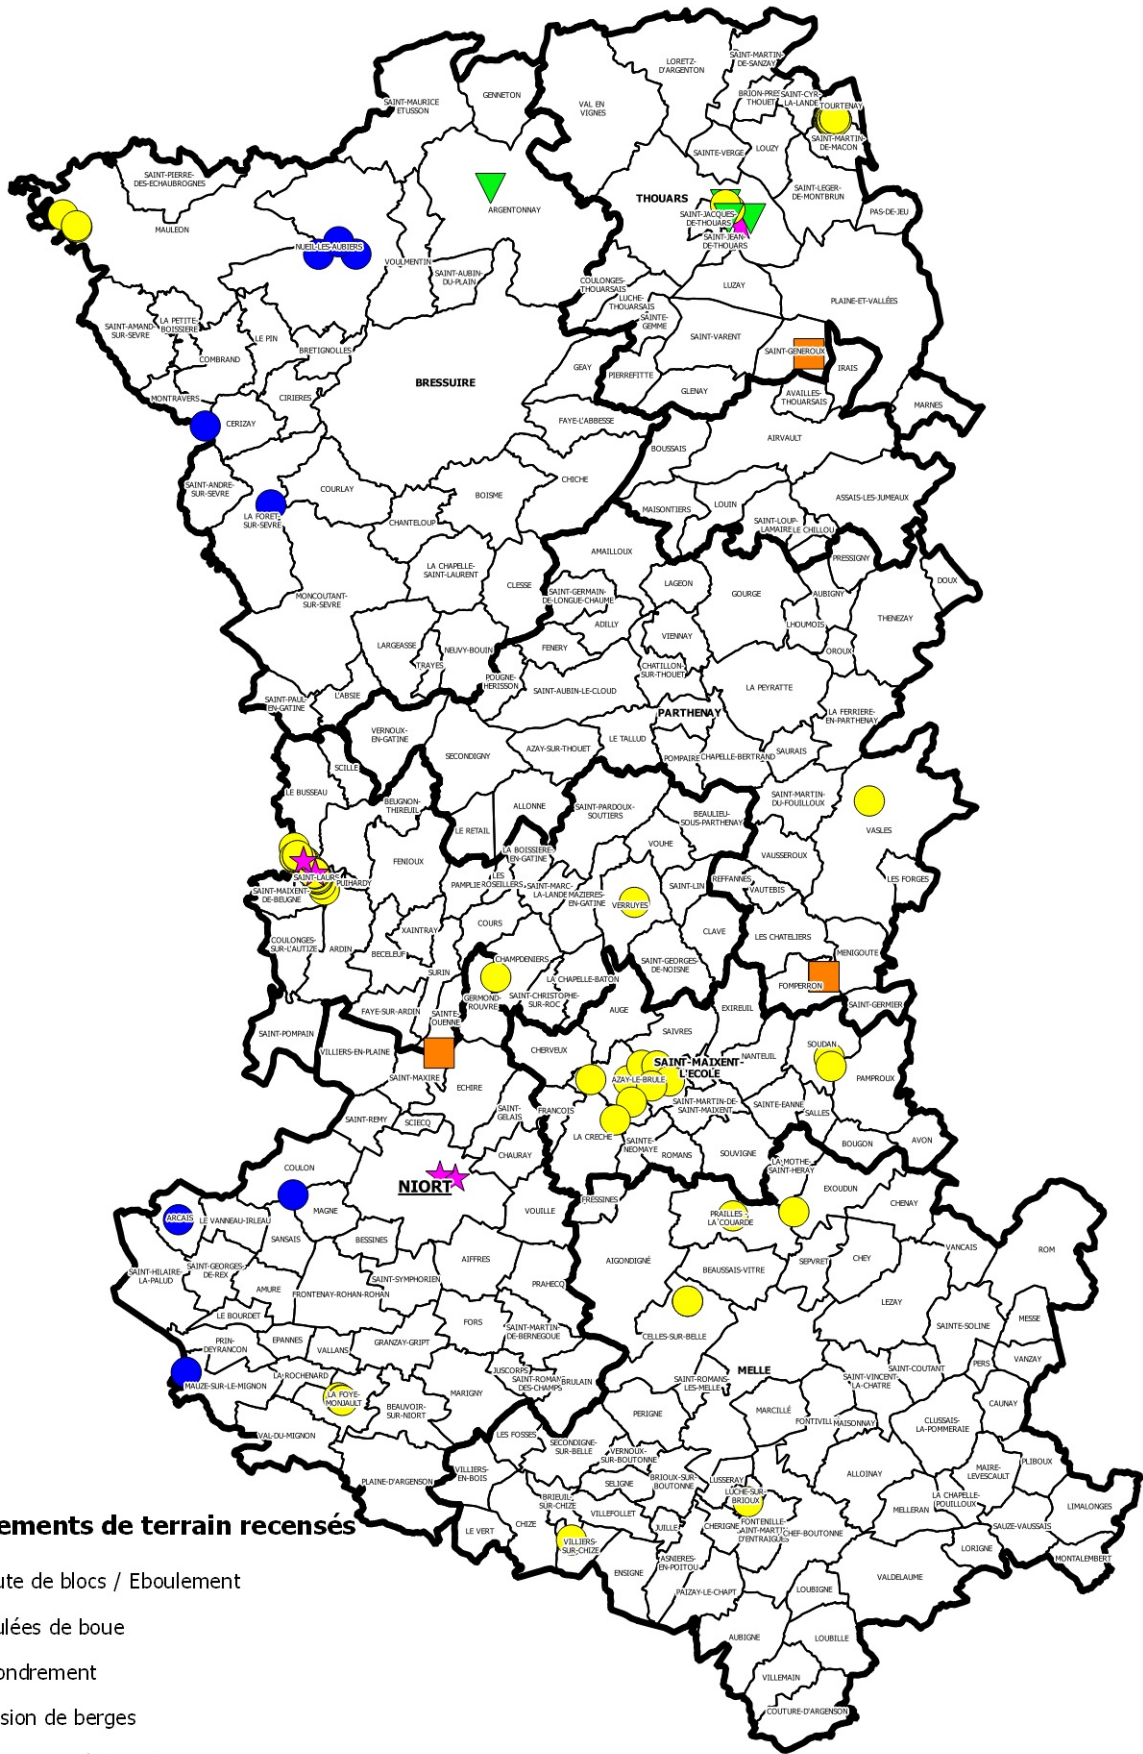 LORETZ-
D'ARGENTON
SAINT-MARTIN-
DE-SANZAY
SAINT-MAURICE
ETUSSON
GENNETON
VAL EN
VIGNES
BRION-PRES
THOUET
SAINT-CYR-
LA-LANDE
TOURTENAY
SAINT-MARTIN-
DE-MACON
SAINTE-VERGE
LOUZY
SAINT-PIERRE-
DES-ECHAUBROGNES
MAULEON
ARGENTONNAY
THOUARS
SAINT-LEGER-
DE-MONTBRUN
PAS-DE-JEU
SAINT-JACQUES-
DE-THOUARS
SAINT-JEAN-
DE-THOUARS
NUEIL-LES-AUBIERS
VOULMENTIN
SAINT-AUBIN-
DU-PLAIN
COULONGES-
THOUARSAIS
LUZAY
LUCHE-
THOUARSAIS
PLAINE-ET-VALLÉES
SAINTE-
GEMME
SAINT-AMAND-
SUR-SEVRE
LA PETITE-
BOISSIERE
LE PIN
COMBRAND
BRETIGNOLLES
SAINT-VARENT
SAINT-GENEROUX
IRAIS
GEAY
PIERREFITTE
BRESSUIRE
GLENAY
AVAILLES-
THOUARSAIS
MARNES
MONTRAVERS
CIRIERES
CERIZAY
FAYE-L'ABBESSE
BOUSSAIS
AIRVAULT
SAINT-ANDRE-
SUR-SEVRE
COURLAY
BOISME
CHICHE
LA FORET-
SUR-SEVRE
CHANTELOUP
MAISONTIERS
LOUIN
ASSAIS-LES-JUMEAUX
SAINT-LOUP-
LAMAIRE
LE CHILLOU
AMAILLOUX
PRESSIGNY
LA CHAPELLE-
SAINT-LAURENT
CLESSE
LAGEON
GOURGE
AUBIGNY
DOUX
MONCOUTANT-
SUR-SEVRE
SAINT-GERMAIN-
DE-LONGUE-CHAUME
ADILLY
VIENNAY
LHOUMOIS
THENEZAY
LARGEASSE
TRAYES
NEUVY-BOUIN
FENERY
OROUX
POUGNE-
HERISSON
CHATILLON-
SUR-THOUET
SAINT-AUBIN-LE-CLOUD
LA PEYRATTE
L'ABSIE
SAINT-PAUL-
EN-GATINE
PARTHENAY
LA FERRIERE-
EN-PARTHENAY
VERNOUX-
EN-GATINE
SECONDIGNY
AZAY-SUR-THOUET
LE TALLUD
POMPAIRE
CHAPELLE-BERTRAND
SAURAIS
SCILLE
LE BUSSEAU
BEUGNON-
THIREUIL
ALLONNE
SAINT-PARDOUX-
SOUTIERS
BEAULIEU-
SOUS-PARTHENAY
SAINT-MARTIN-
DU-FOUILLOUX
VASLES
LE RETAIL
VOUHE
VAUSSEROUX
FENIOUX
LA BOISSIERE-
EN-GATINE
LES FORGES
SAINT-LAURS
PUIHARDY
PAMPLIE
LES
GROSEILLERS
SAINT-MARC-
LA-LANDE
MAZIERES-
EN-GATINE
SAINT-LIN
REFFANNES
VAUTEBIS
SAINT-MAIXENT-
DE-BEUGNE
VERRUYES
COULONGES-
SUR-L'AUTIZE
ARDIN
XAINTRAY
COURS
CLAVE
LES CHATELIERS
MENIGOUTE
BECELEUF
SURIN
CHAMPDENIERS
LA CHAPELLE-BATON
SAINT-GEORGES-
DE-NOISNE
FOMPERRON
GERMOND-
ROUVRE
SAINT-CHRISTOPHE-
SUR-ROC
AUGE
EXIREUIL
SAINT-GERMIER
SAINT-POMPAIN
FAYE-SUR-ARDIN
SAINTE-
OUENNE
VILLIERS-EN-PLAINE
CHERVEUX
SAIVRES
SAINT-MAIXENT-
L'ECOLE
NANTEUIL
SOUDAN
PAMPROUX
SAINT-MAXIRE
ECHIRE
AZAY-LE-BRULE
SAINT-MARTIN-DE-
SAINT-MAIXENT
SAINTE-EANNE
SALLES
SAINT-REMY
SCIECQ
SAINT-
GELAIS
FRANCOIS
LA CRECHE
SAINTE-
NEOMAYE
ROMANS
SOUVIGNE
BOUGON
AVON
COULON
CHAURAY
LA-MOTHE-
SAINT-HERAY
NIORT
EXOUDUN
CHENAY
FRESSINES
ARCAIS
LE VANNEAU-IRLEAU
MAGNE
VOUILLE
PRAILLES -
LA COUARDE
SANSAIS
BESSINES
AIFFRES
AIGONDIGNÉ
BEAUSSAIS-VITRE
SEPVRET
CHEY
VANCAIS
ROM
SAINT-HILAIRE-
LA-PALUD
SAINT-GEORGES-
DE-REX
AMURE
SAINT-SYMPHORIEN
PRAHECQ
FRONTENAY-ROHAN-ROHAN
LEZAY
LE BOURDET
FORS
SAINT-MARTIN-
DE-BERNEGOUE
CELLES-SUR-BELLE
SAINTE-SOLINE
MESSE
PRIN-
DEYRANCON
EPANNES
VALLANS
GRANZAY-GRIPT
MELLE
SAINT-COUTANT
PERS
VANZAY
LA-ROCHENARD
MAUZE-SUR-LE-MIGNON
JUSCORPS
SAINT-ROMANS-
DES-CHAMPS
BRULAIN
SAINT-ROMANS-
LES-MELLE
SAINT-VINCENT-
LA-CHATRE
LA FOYE-
MONJAULT
MARIGNY
BEAUVOIR-
SUR-NIORT
PERIGNE
MARCILLÉ
FONTIVILLIE
MAISONNAY
CLUSSAIS-
LA-POMMERAIE
CAUNAY
VAL-DU-MIGNON
LES FOSSES
SECONDIGNE-
SUR-BELLE
VERNOUX-
SUR-BOUTONNE
PLAINE-D'ARGENSON
VILLIERS-
EN-BOIS
SELIGNE
BRIOUX-SUR-
BOUTONNE
LUSSERAY
ALLOINAY
MAIRE-
LEVESCAULT
PLIBOUX
LUCHE-SUR-
BRIOUX
LA CHAPELLE-
POUILLOUX
LIMALONGES
BRIEUIL-
SUR-CHIZE
VILLEFOLLET
MELLERAN
CHIZE
LE VERT
JUILLE
CHERIGNE
FONTENILLE-
SAINT-MARTIN-
D'ENTRAIGUES
CHEF-BOUTONNE
SAUZE-VAUSSAIS
ements de terrain recensés
VILLIERS-
SUR-CHIZE
ASNIERES-
EN-POITOU
LORIGNE
MONTALEMBERT
ENSIGNE
PAIZAY-LE-CHAPT
LOUBIGNE
VALDELAUME
ute de blocs / Eboulement
ulées de boue
AUBIGNE
LOUBILLE
ondrement
VILLEMAIN
sion de berges
COUTURE-D'ARGENSON